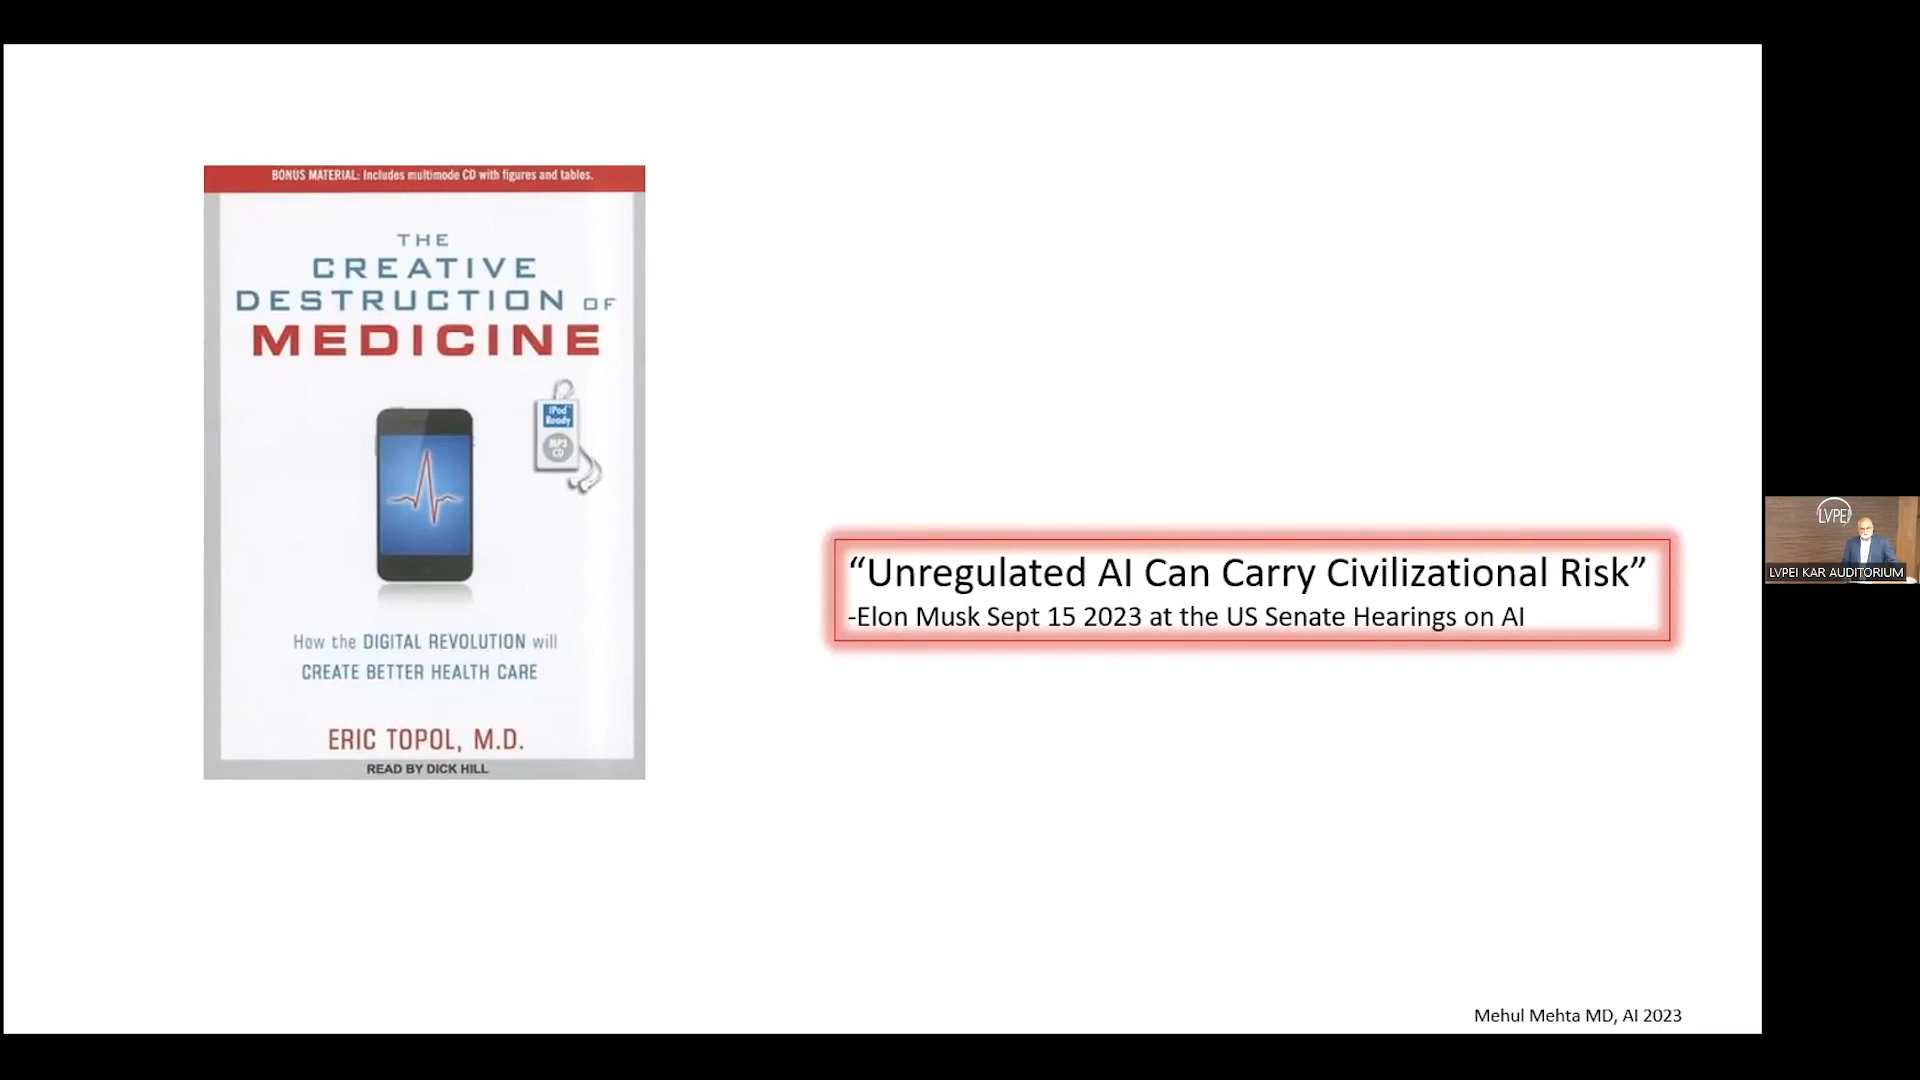 BONUS MATERIAL: Includes multimode CD with figures and tables.
THE
CREATIVE
DESTRUCTION OF
MEDICINE
iPod
Ready
MP3
CD
How the DIGITAL REVOLUTION will
CREATE BETTER HEALTH CARE
ERIC TOPOL, M.D.
READ BY DICK HILL
“Unregulated AI Can Carry Civilizational Risk”
-Elon Musk Sept 15 2023 at the US Senate Hearings on AI
Mehul Mehta MD, AI 2023
LVPEI
LVPEI KAR AUDITORIUM